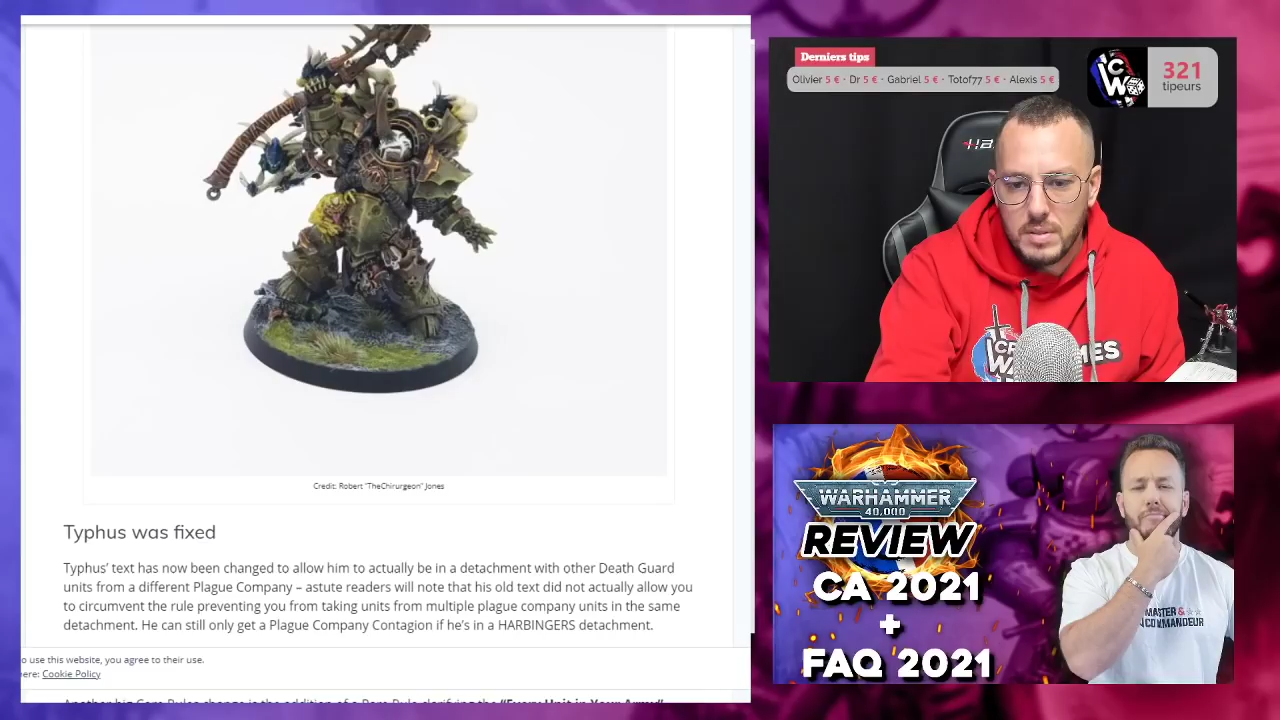 Credit: Robert "TheChirurgeon" Jones
Typhus was fixed
Typhus' text has now been changed to allow him to actually be in a detachment with other Death Guard
units from a different Plague Company – astute readers will note that his old text did not actually allow you
to circumvent the rule preventing you from taking units from multiple plague company units in the same
detachment. He can still only get a Plague Company Contagion if he's in a HARBINGERS detachment.
o use this website, you agree to their use.
ere: Cookie Policy
Derniers tips
Olivier 5 € · Dr 5 € · Gabriel 5 € · Totof77 5 € · Alexis 5 €
CW
321
tipeurs
WARHAMMER
40,000
REVIEW
CA 2021
+
FAQ 2021
MASTER &
COMMANDEUR